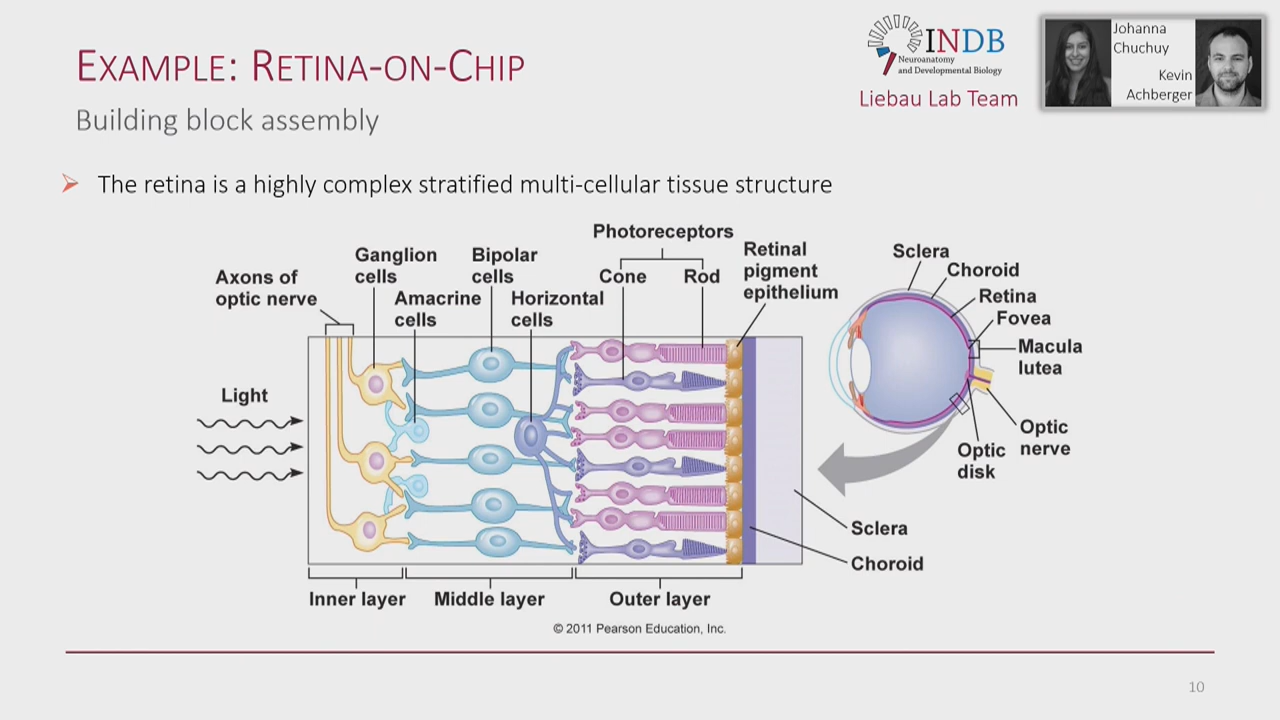 EXAMPLE: RETINA-ON-CHIP
Building block assembly
INDB
Neuroanatomy
and Developmental Biology
Liebau Lab Team
Johanna
Chuchuy
Kevin
Achberger
The retina is a highly complex stratified multi-cellular tissue structure
Photoreceptors
Ganglion
cells
Bipolar
cells
Cone
Rod
Retinal
pigment
epithelium
Axons of
optic nerve
Amacrine
cells
Horizontal
cells
Light
Sclera
Choroid
Retina
Fovea
Macula
lutea
Optic
nerve
Optic
disk
Sclera
Choroid
Inner layer
Middle layer
Outer layer
© 2011 Pearson Education, Inc.
10